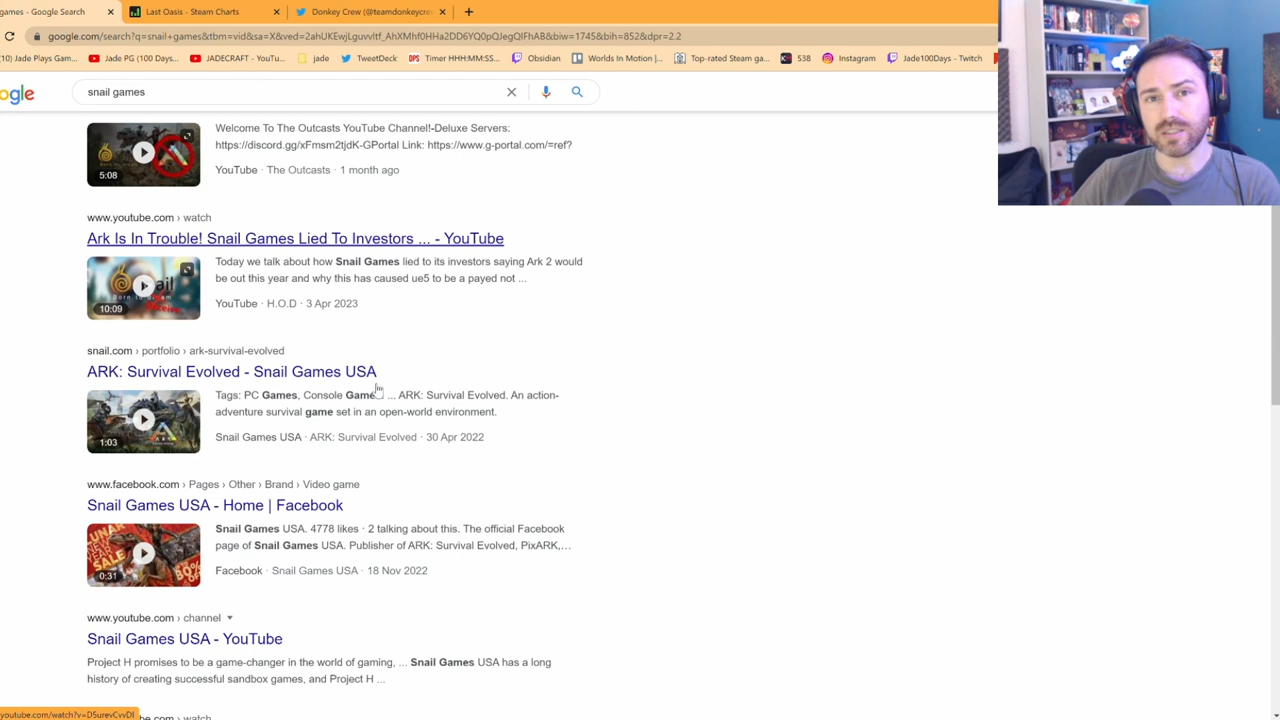 games - Google Search
Last Oasis - Steam Charts
Donkey Crew (@teamdonkeycre
google.com/search?q=snail+games&tbm=vid&sa=X&ved=2ahUKEwjLguvvltf_AhXMhf0HHa2DD6YQ0pQJegQIFhAB&biw=1745&bih=852&dpr=2.2
(10) Jade Plays Gam...
Jade PG (100 Days...
JADECRAFT - YouTu...
jade
TweetDeck
DPS
Timer HHH:MM:SS...
Obsidian
Worlds In Motion |...
Top-rated Steam ga...
538
Instagram
Jade100Days - Twitch
ogle
snail games
Welcome To The Outcasts YouTube Channel!-Deluxe Servers:
https://discord.gg/xFmsm2tjdK-GPortal Link: https://www.g-portal.com/=ref?
5:08
YouTube · The Outcasts · 1 month ago
www.youtube.com › watch
Ark Is In Trouble! Snail Games Lied To Investors ... - YouTube
Today we talk about how Snail Games lied to its investors saying Ark 2 would
be out this year and why this has caused ue5 to be a payed not ...
10:09
YouTube · H.O.D · 3 Apr 2023
snail.com › portfolio › ark-survival-evolved
ARK: Survival Evolved - Snail Games USA
Tags: PC Games, Console Game ... ARK: Survival Evolved. An action-
adventure survival game set in an open-world environment.
1:03
Snail Games USA · ARK: Survival Evolved · 30 Apr 2022
www.facebook.com › Pages › Other › Brand › Video game
Snail Games USA - Home | Facebook
Snail Games USA. 4778 likes · 2 talking about this. The official Facebook
page of Snail Games USA. Publisher of ARK: Survival Evolved, PixARK,...
0:31
Facebook · Snail Games USA · 18 Nov 2022
www.youtube.com › channel
Snail Games USA - YouTube
Project H promises to be a game-changer in the world of gaming, ... Snail Games USA has a long
history of creating successful sandbox games, and Project H ...
be.com › watch